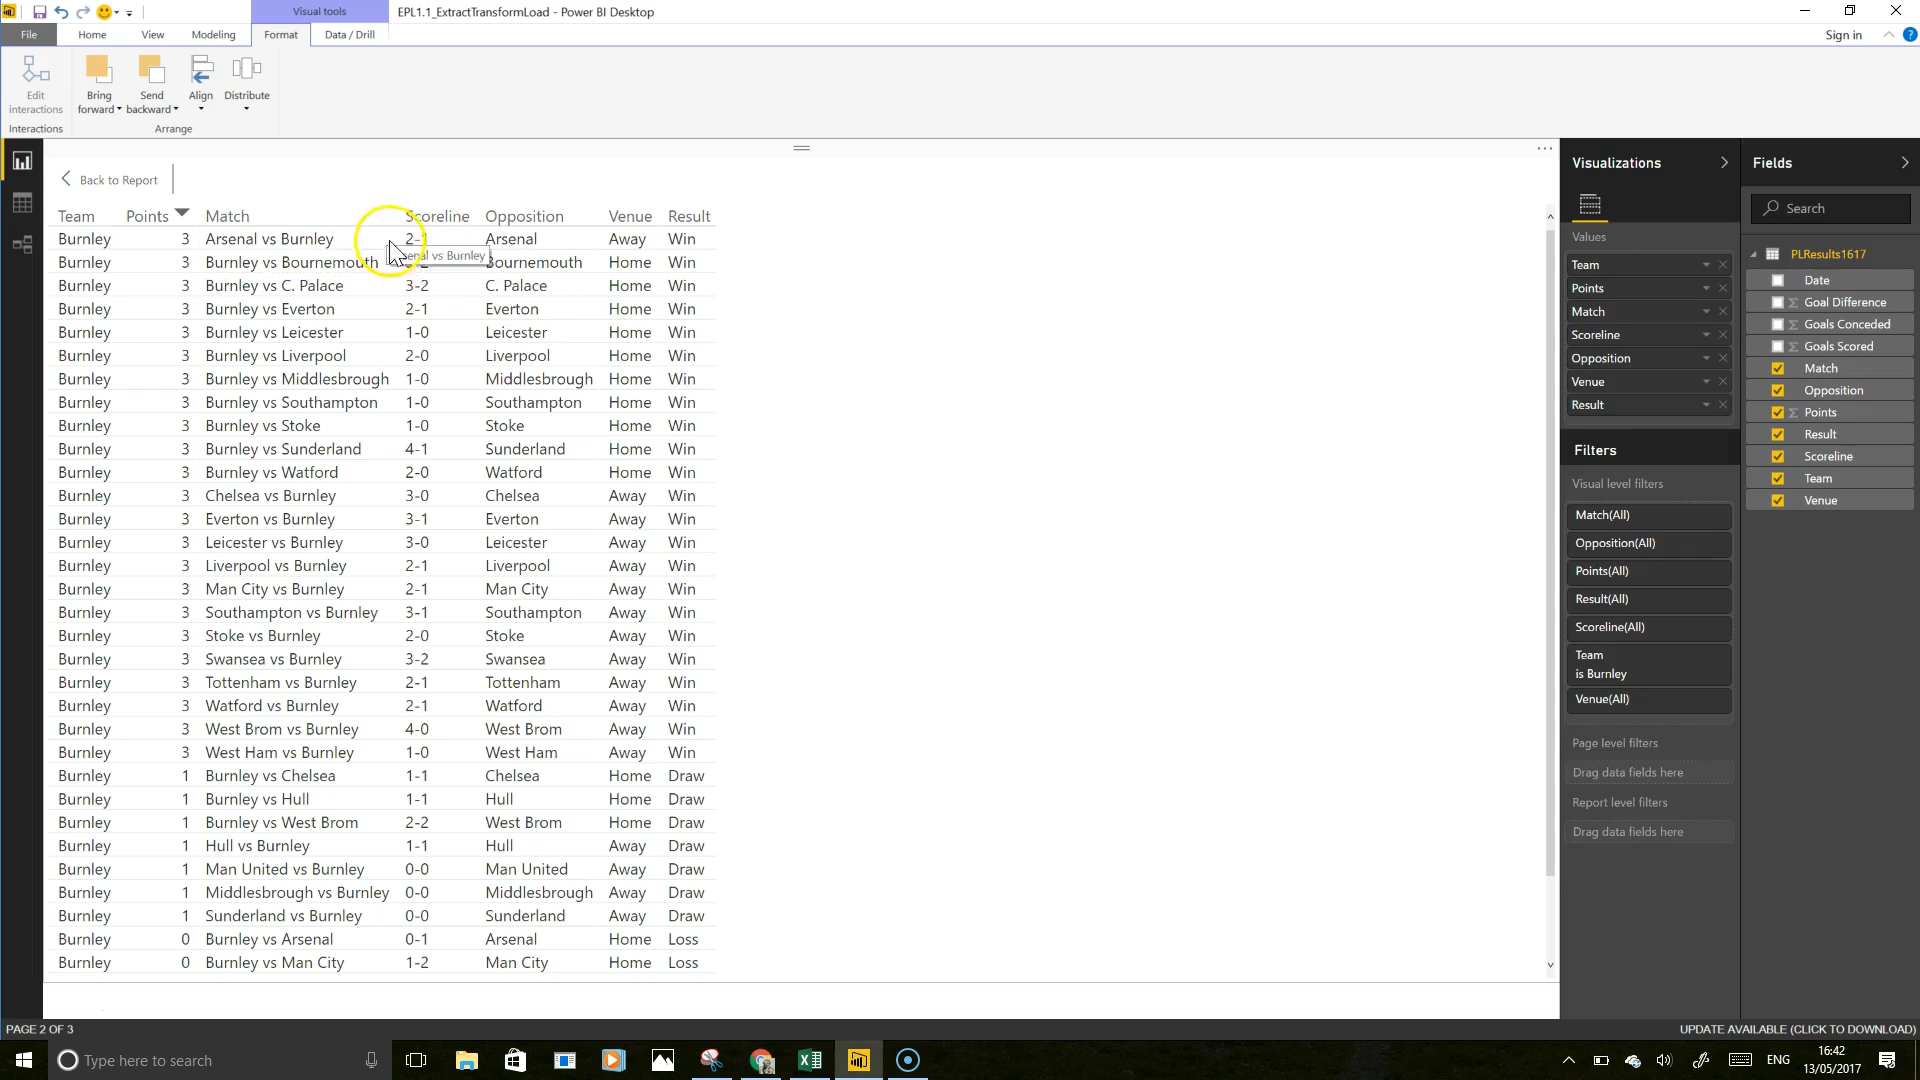 Visual tools
EPL1.1_ExtractTransformLoad - Power BI Desktop
File Home View Modeling Format Data / Drill
Sign in
Edit interactions
Bring forward
Send backward
Align
Distribute
Interactions
Arrange
Back to Report
Team Points Match Scoreline Opposition Venue Result
Burnley 3 Arsenal vs Burnley 2-1 Arsenal Away Win
Burnley 3 Burnley vs Bournemouth Bournemouth Home Win
vs Burnley
Burnley 3 Burnley vs C. Palace 3-2 C. Palace Home Win
Burnley 3 Burnley vs Everton 2-1 Everton Home Win
Burnley 3 Burnley vs Leicester 1-0 Leicester Home Win
Burnley 3 Burnley vs Liverpool 2-0 Liverpool Home Win
Burnley 3 Burnley vs Middlesbrough 1-0 Middlesbrough Home Win
Burnley 3 Burnley vs Southampton 1-0 Southampton Home Win
Burnley 3 Burnley vs Stoke 1-0 Stoke Home Win
Burnley 3 Burnley vs Sunderland 4-1 Sunderland Home Win
Burnley 3 Burnley vs Watford 2-0 Watford Home Win
Burnley 3 Chelsea vs Burnley 3-0 Chelsea Away Win
Burnley 3 Everton vs Burnley 3-1 Everton Away Win
Burnley 3 Leicester vs Burnley 3-0 Leicester Away Win
Burnley 3 Liverpool vs Burnley 2-1 Liverpool Away Win
Burnley 3 Man City vs Burnley 2-1 Man City Away Win
Burnley 3 Southampton vs Burnley 3-1 Southampton Away Win
Burnley 3 Stoke vs Burnley 2-0 Stoke Away Win
Burnley 3 Swansea vs Burnley 3-2 Swansea Away Win
Burnley 3 Tottenham vs Burnley 2-1 Tottenham Away Win
Burnley 3 Watford vs Burnley 2-1 Watford Away Win
Burnley 3 West Brom vs Burnley 4-0 West Brom Away Win
Burnley 3 West Ham vs Burnley 1-0 West Ham Away Win
Burnley 1 Burnley vs Chelsea 1-1 Chelsea Home Draw
Burnley 1 Burnley vs Hull 1-1 Hull Home Draw
Burnley 1 Burnley vs West Brom 2-2 West Brom Home Draw
Burnley 1 Hull vs Burnley 1-1 Hull Away Draw
Burnley 1 Man United vs Burnley 0-0 Man United Away Draw
Burnley 1 Middlesbrough vs Burnley 0-0 Middlesbrough Away Draw
Burnley 1 Sunderland vs Burnley 0-0 Sunderland Away Draw
Burnley 0 Burnley vs Arsenal 0-1 Arsenal Home Loss
Burnley 0 Burnley vs Man City 1-2 Man City Home Loss
Visualizations
Values
Team
Points
Match
Scoreline
Opposition
Venue
Result
Filters
Visual level filters
Match(All)
Opposition(All)
Points(All)
Result(All)
Scoreline(All)
Team
is Burnley
Venue(All)
Page level filters
Drag data fields here
Report level filters
Drag data fields here
Fields
Search
PLResults1617
Date
Σ Goal Difference
Σ Goals Conceded
Σ Goals Scored
Match
Opposition
Σ Points
Result
Scoreline
Team
Venue
PAGE 2 OF 3
UPDATE AVAILABLE (CLICK TO DOWNLOAD)
Type here to search
ENG
16:42
13/05/2017